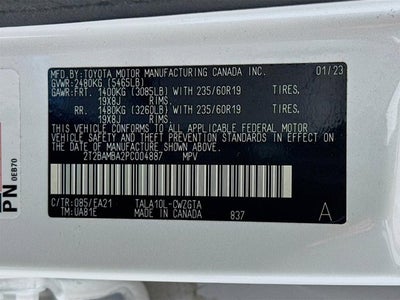 MFD. BY: TOYOTA MOTOR MANUFACTURING CANADA INC. 01/23
GVWR: 2480KG (5465LB)
GAWR: FRT. 1400KG (3085LB) WITH 235/60R19 TIRES,
19X8J RIMS,
RR. 1480KG (3260LB) WITH 235/60R19 TIRES,
19X8J RIMS,
THIS VEHICLE CONFORMS TO ALL APPLICABLE FEDERAL MOTOR
VEHICLE SAFETY, BUMPER, AND THEFT PREVENTION STANDARDS IN EFFECT
ON THE DATE OF MANUFACTURE SHOWN ABOVE.
2T2BAMBA2PC004887 MPV
C/TR: 085/EA21 TALA10L-CWZGTA
TM: UA81E MADE IN CANADA 837 A
PN
0EB70